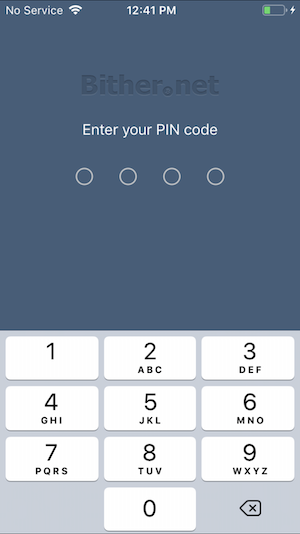 No Service 12:41 PM
Bither.net
Enter your PIN code
1 2 3
ABC DEF
4 5 6
GHI JKL MNO
7 8 9
PQRS TUV WXYZ
0